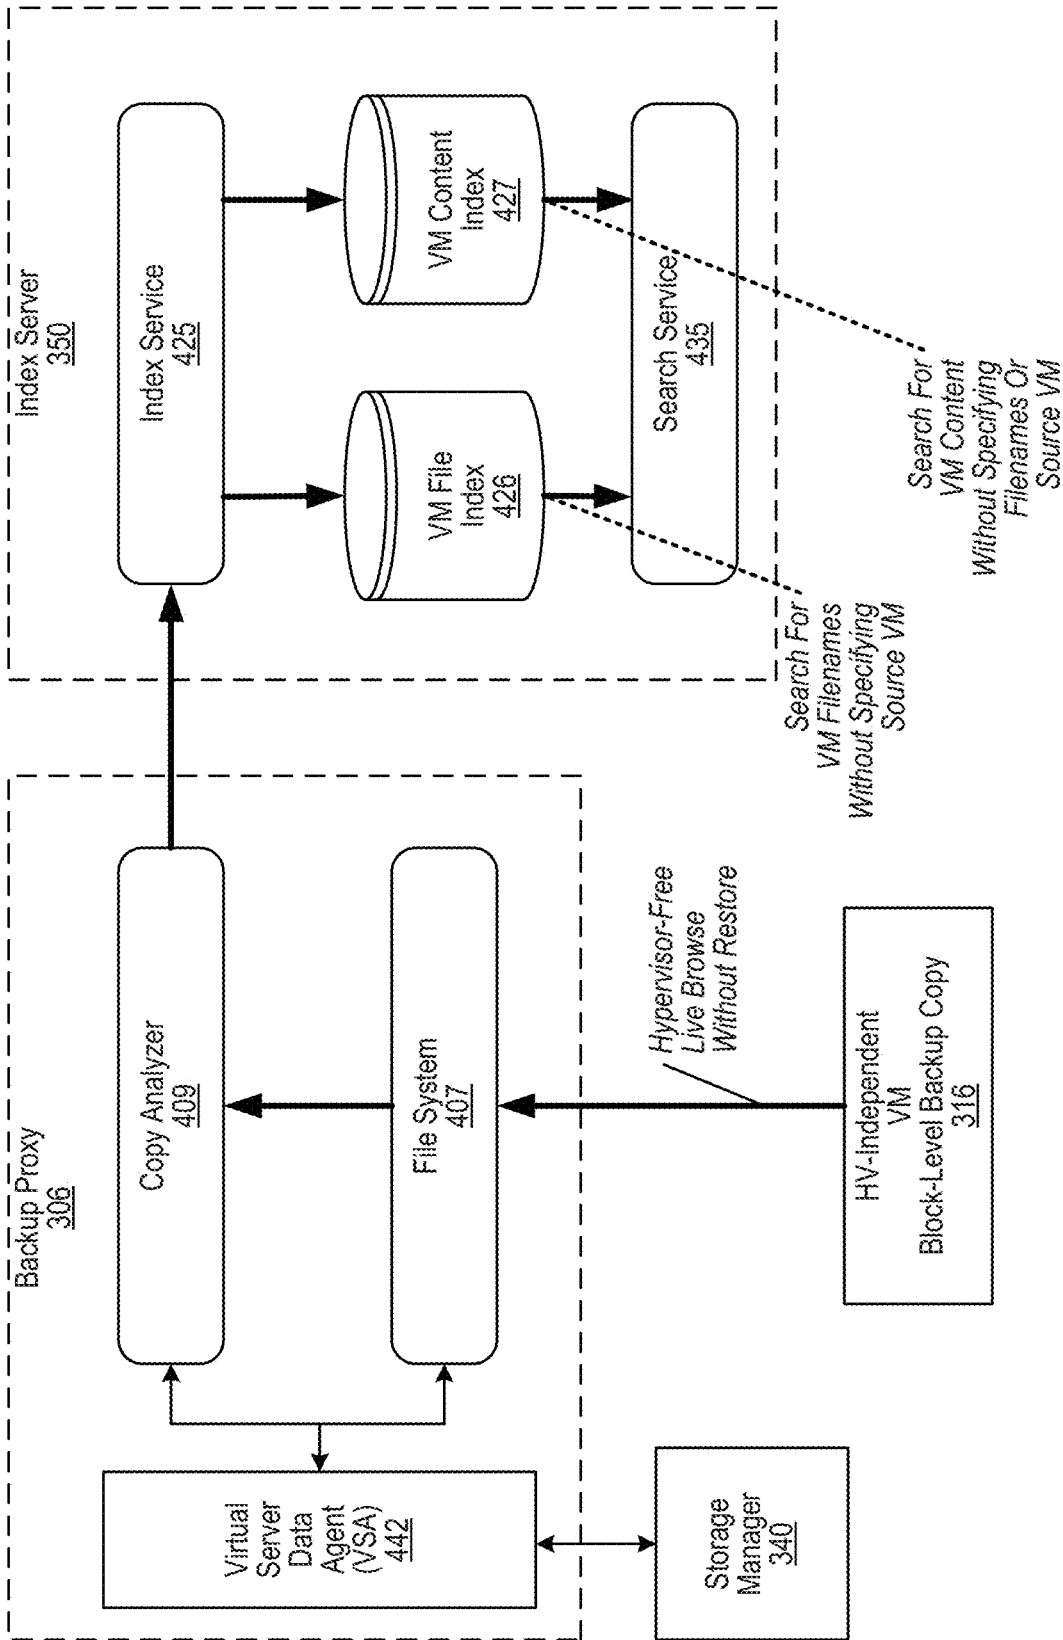 Backup Proxy
306
Virtual
Server
Data
Agent
(VSA)
442
Copy Analyzer
409
File System
407
Storage
Manager
340
Hypervisor-Free
Live Browse
Without Restore
HV-Independent
VM
Block-Level Backup Copy
316
Index Server
350
Index Service
425
VM File
Index
426
VM Content
Index
427
Search Service
435
Search For
VM Filenames
Without Specifying
Source VM
Search For
VM Content
Without Specifying
Filenames Or
Source VM